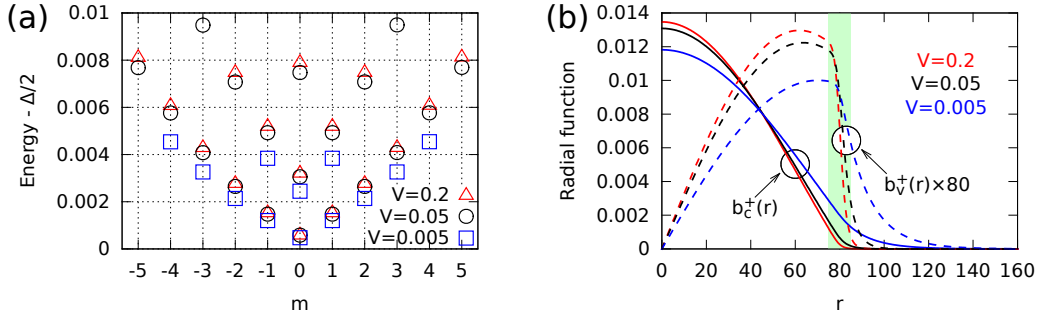 (a)
Energy - Δ/2
0.01
0.008
0.006
0.004
0.002
0
-5 -4 -3 -2 -1 0 1 2 3 4 5
m
V=0.2
V=0.05
V=0.005
(b)
Radial function
0.014
0.012
0.01
0.008
0.006
0.004
0.002
0
0 20 40 60 80 100 120 140 160
r
V=0.2
V=0.05
V=0.005
b_c^+(r)
b_v^+(r)×80